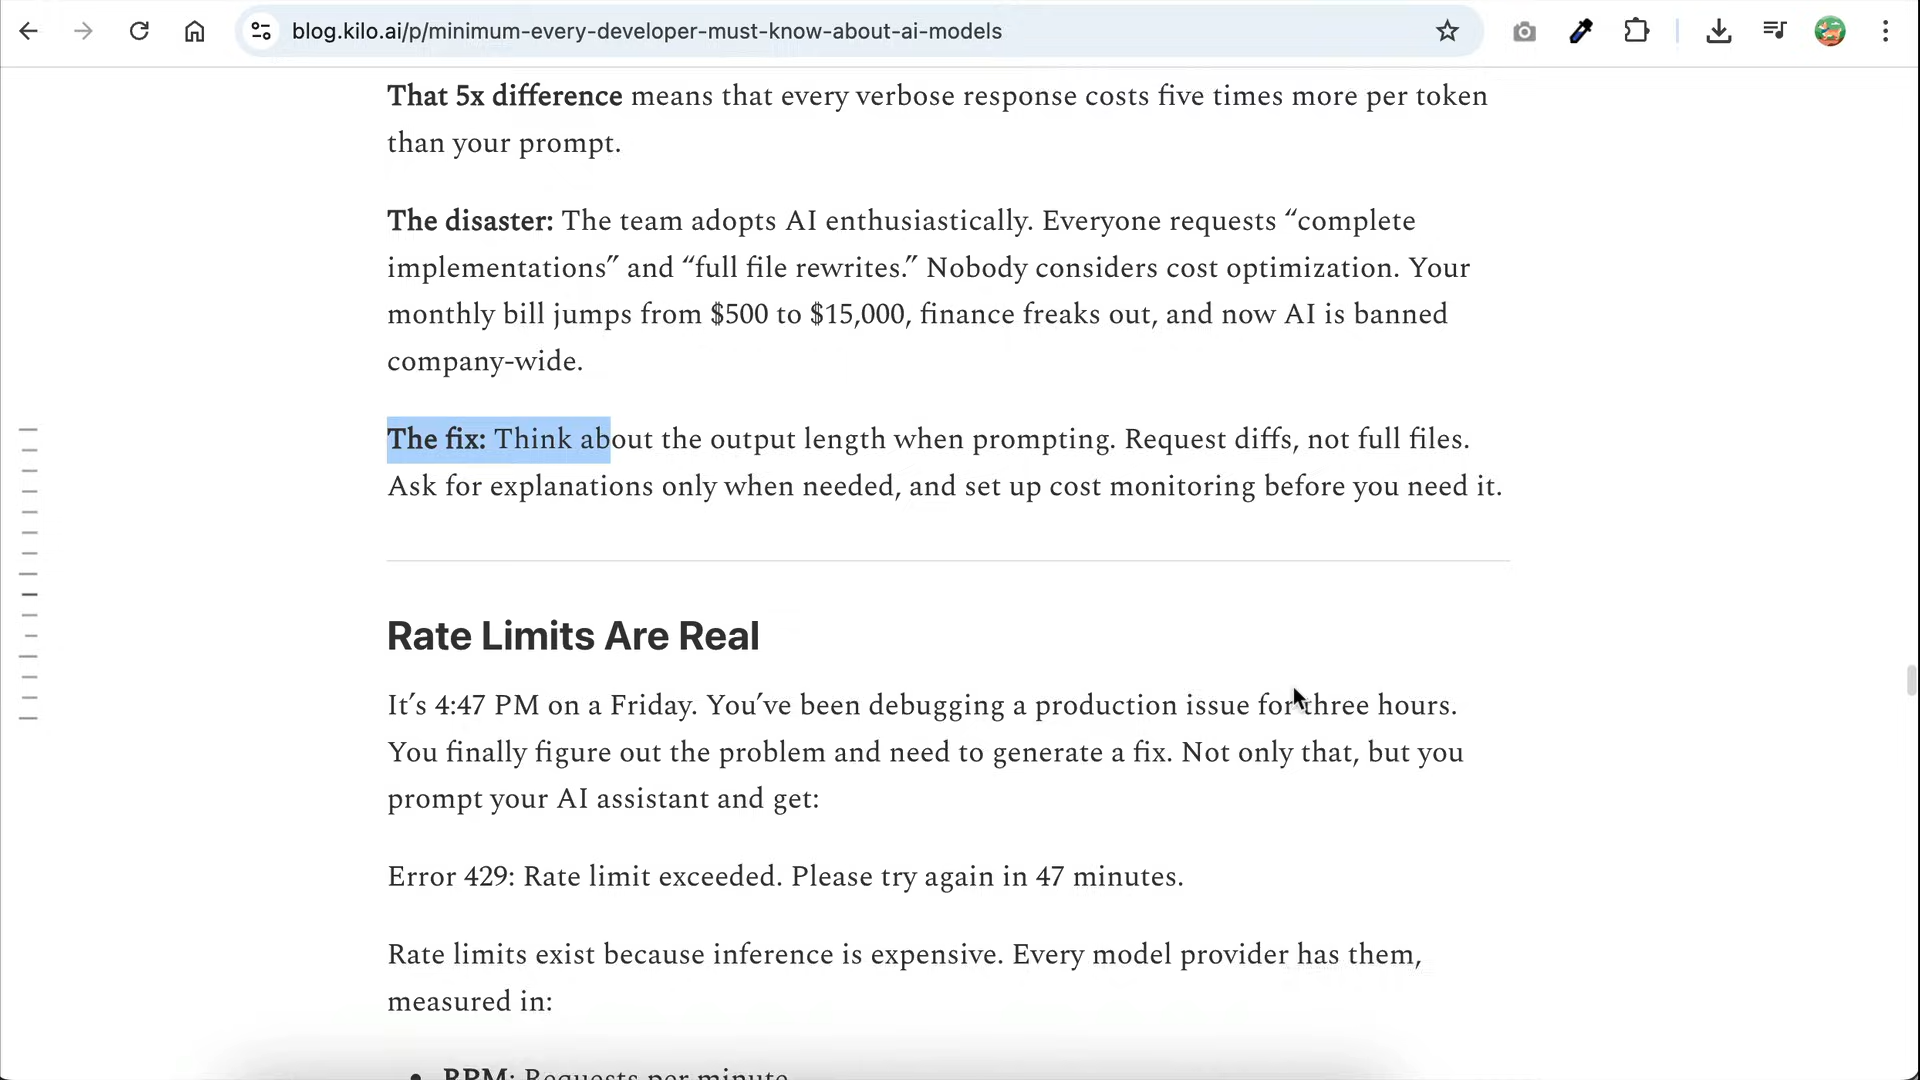 blog.kilo.ai/p/minimum-every-developer-must-know-about-ai-models
That 5x difference means that every verbose response costs five times more per token
than your prompt.
The disaster: The team adopts AI enthusiastically. Everyone requests “complete
implementations” and “full file rewrites.” Nobody considers cost optimization. Your
monthly bill jumps from $500 to $15,000, finance freaks out, and now AI is banned
company-wide.
The fix: Think about the output length when prompting. Request diffs, not full files.
Ask for explanations only when needed, and set up cost monitoring before you need it.
Rate Limits Are Real
It’s 4:47 PM on a Friday. You’ve been debugging a production issue for three hours.
You finally figure out the problem and need to generate a fix. Not only that, but you
prompt your AI assistant and get:
Error 429: Rate limit exceeded. Please try again in 47 minutes.
Rate limits exist because inference is expensive. Every model provider has them,
measured in:
• RPM: Requests per minute